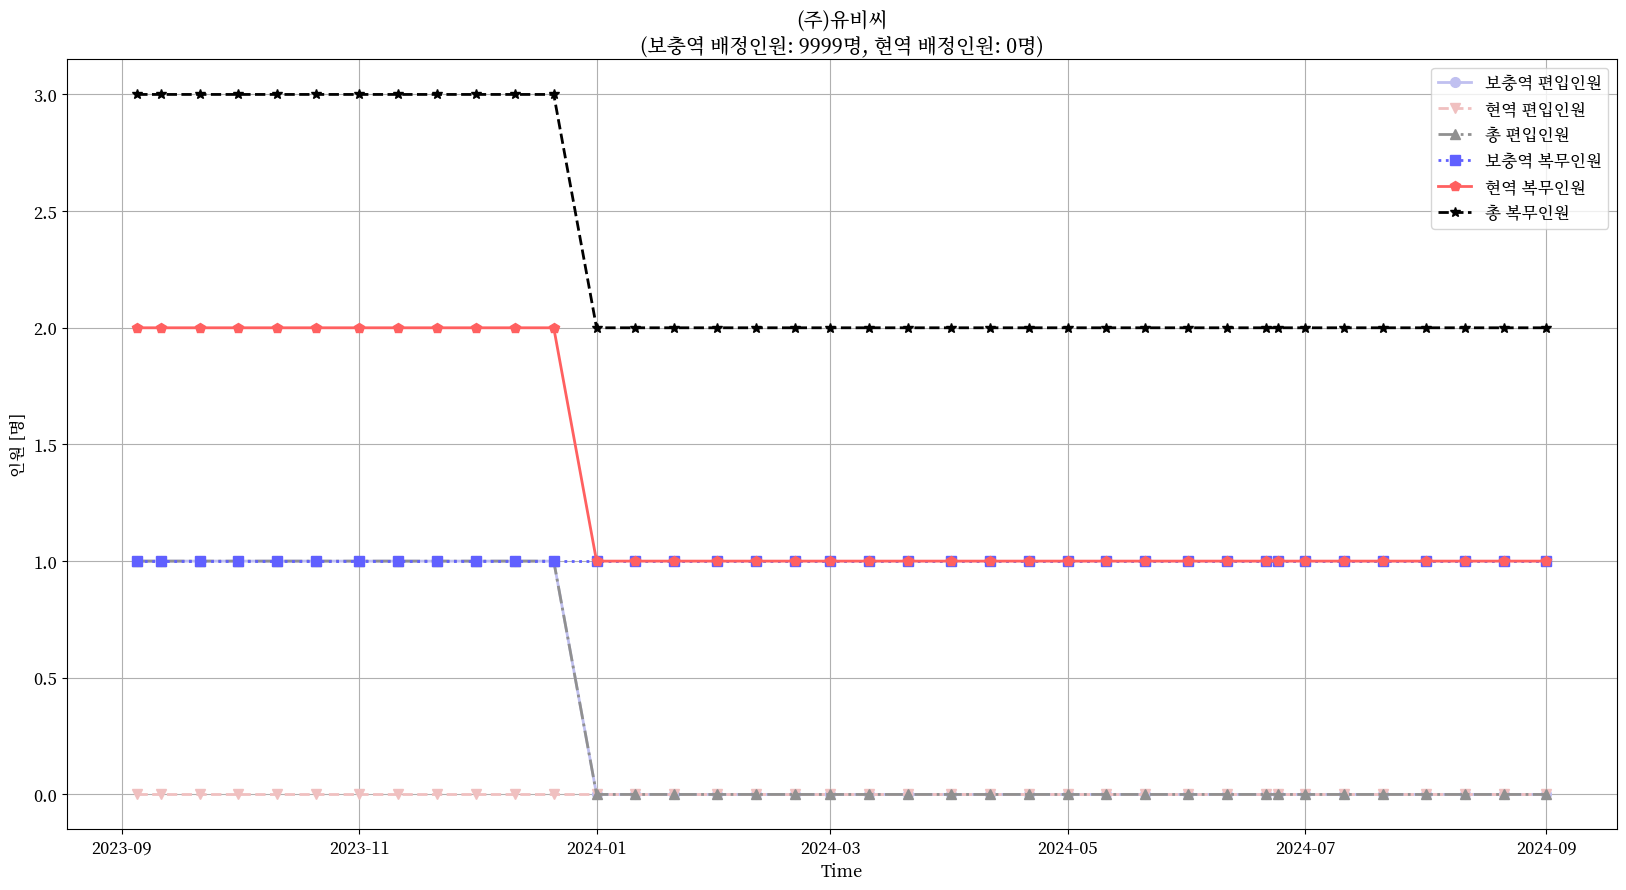 (주)유비씨
(보충역 배정인원: 9999명, 현역 배정인원: 0명)
보충역 편입인원
현역 편입인원
총 편입인원
보충역 복무인원
현역 복무인원
총 복무인원
인원 [명]
3.0
2.5
2.0
1.5
1.0
0.5
0.0
2023-09
2023-11
2024-01
2024-03
2024-05
2024-07
2024-09
Time